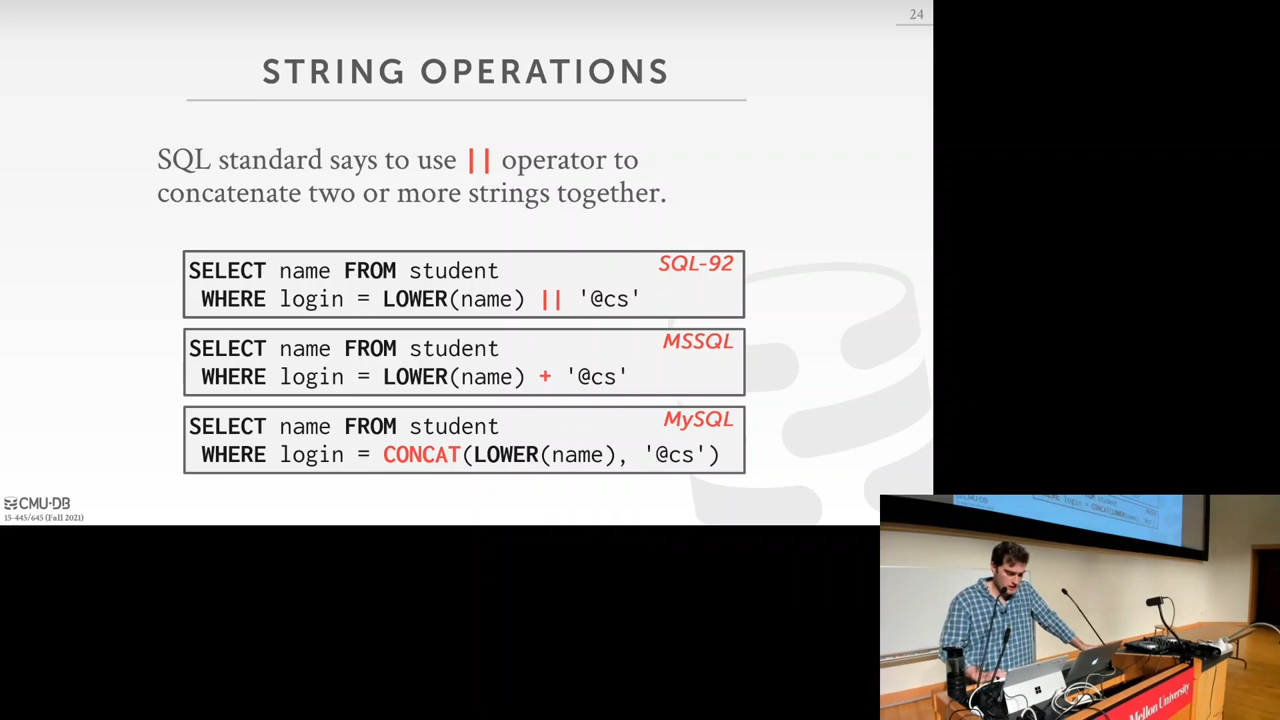 24
STRING OPERATIONS
SQL standard says to use || operator to
concatenate two or more strings together.
SELECT name FROM student
SQL-92
WHERE login = LOWER(name) || '@cs'
SELECT name FROM student
MSSQL
WHERE login = LOWER(name) + '@cs'
SELECT name FROM student
MySQL
WHERE login = CONCAT(LOWER(name), '@cs')
CMU·DB
15-445/645 (Fall 2021)
Mellon University